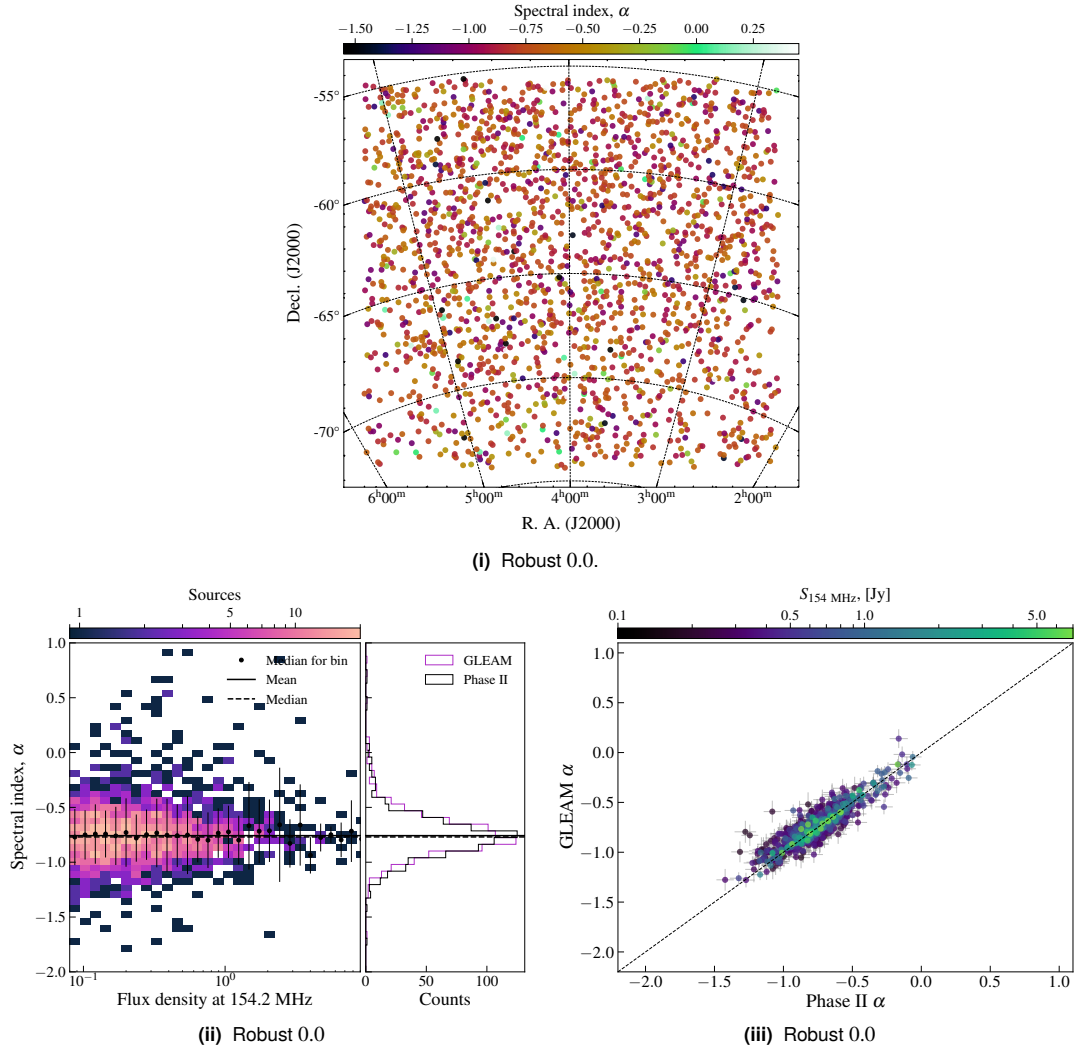 Spectral index, α
−1.50 −1.25 −1.00 −0.75 −0.50 −0.25 0.00 0.25
−55°
−60°
−65°
−70°
Decl. (J2000)
6ʰ00ᵐ 5ʰ00ᵐ 4ʰ00ᵐ 3ʰ00ᵐ 2ʰ00ᵐ
R. A. (J2000)
(i) Robust 0.0.
Sources
1 5 10
1.0
0.5
0.0
−0.5
−1.0
−1.5
−2.0
Spectral index, α
Median for bin
Mean
Median
10⁻¹ 10⁰
Flux density at 154.2 MHz
GLEAM
Phase II
0 50 100
Counts
(ii) Robust 0.0
S₁₅₄ MHz, [Jy]
0.1 0.5 1.0 5.0
1.0
0.0
−0.5
−1.0
−1.5
−2.0
GLEAM α
−2.0 −1.5 −1.0 −0.5 0.0 0.5 1.0
Phase II α
(iii) Robust 0.0